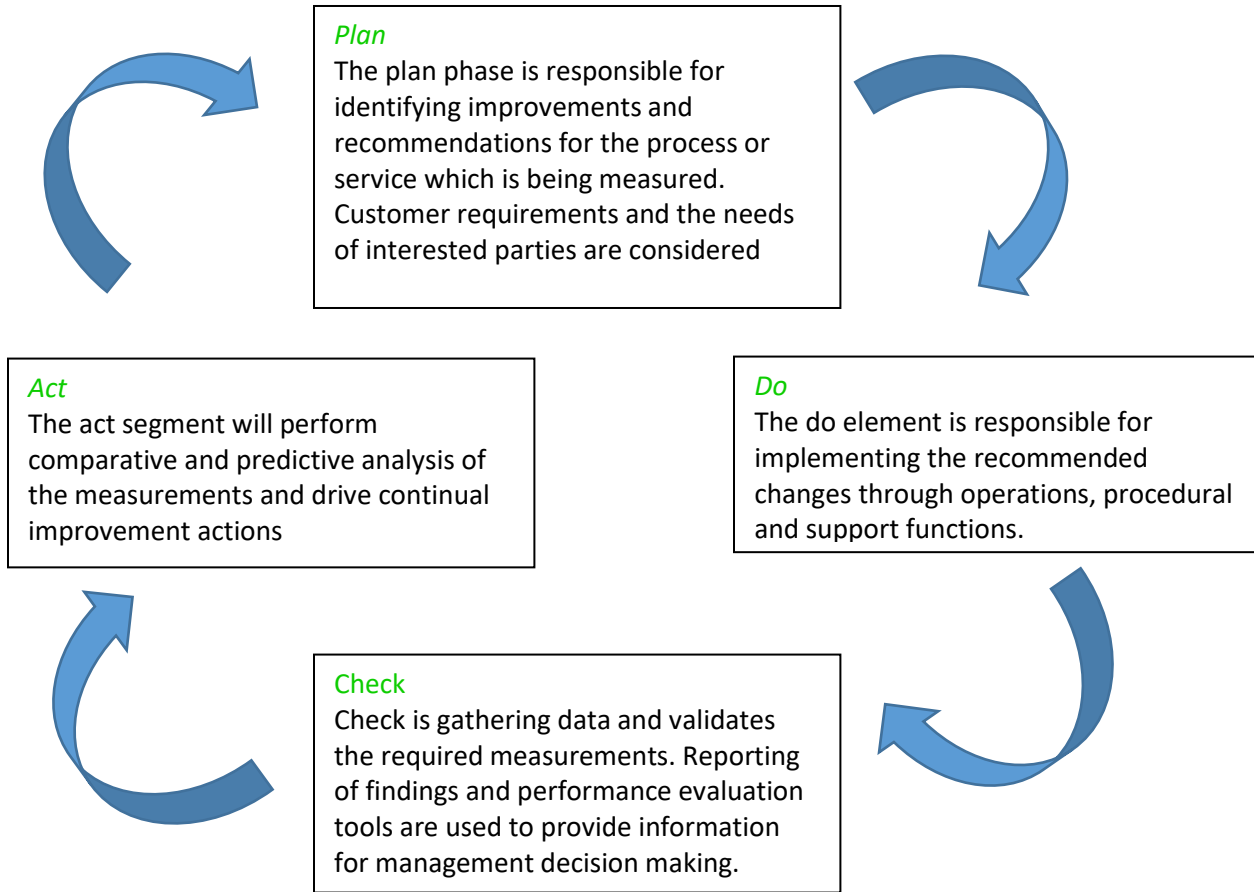 Plan
The plan phase is responsible for
identifying improvements and
recommendations for the process or
service which is being measured.
Customer requirements and the needs
of interested parties are considered
Do
The do element is responsible for
implementing the recommended
changes through operations, procedural
and support functions.
Check
Check is gathering data and validates
the required measurements. Reporting
of findings and performance evaluation
tools are used to provide information
for management decision making.
Act
The act segment will perform
comparative and predictive analysis of
the measurements and drive continual
improvement actions